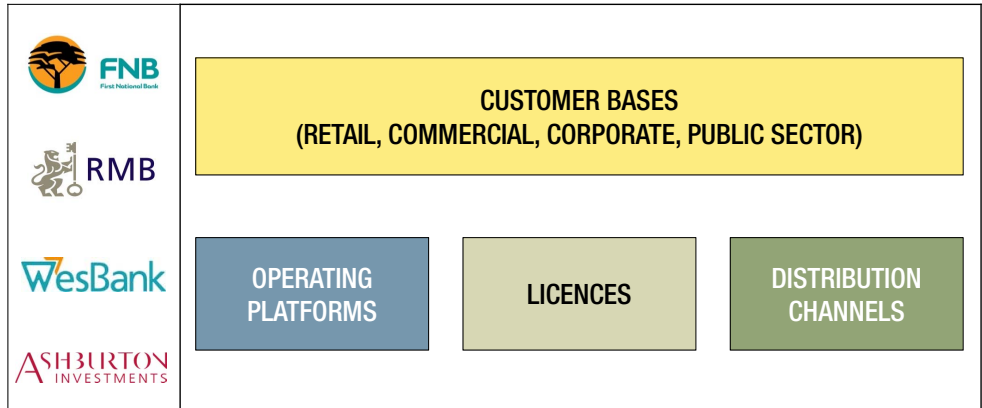 FNB
First National Bank
RMB
WesBank
ASHBURTON
INVESTMENTS
CUSTOMER BASES
(RETAIL, COMMERCIAL, CORPORATE, PUBLIC SECTOR)
OPERATING
PLATFORMS
LICENCES
DISTRIBUTION
CHANNELS